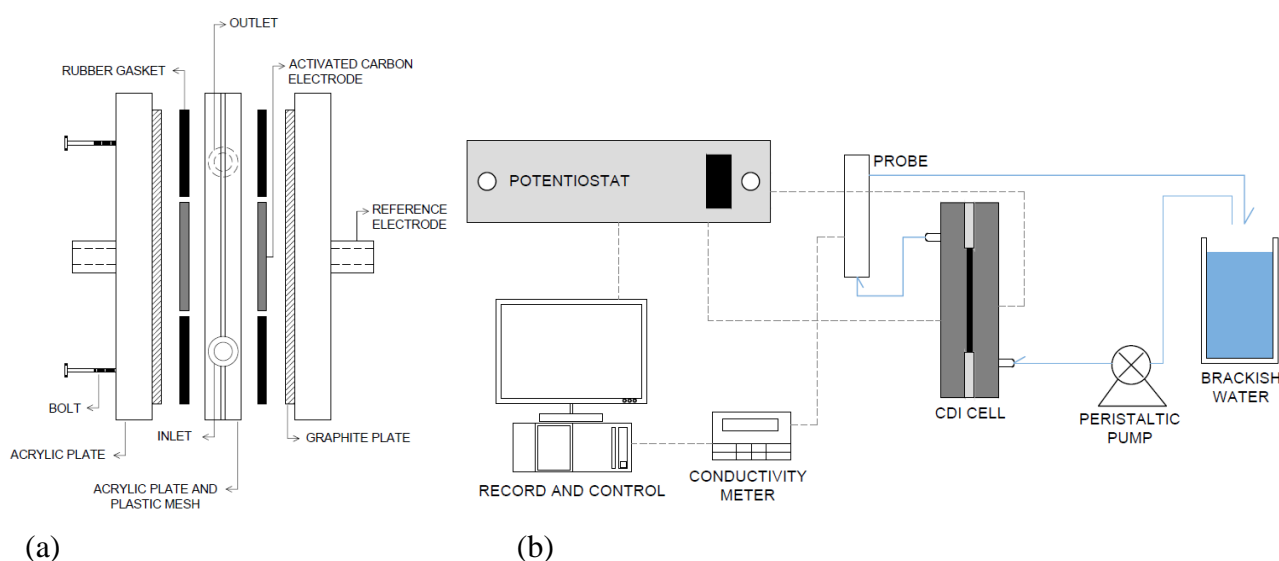 OUTLET
RUBBER GASKET
ACTIVATED CARBON
ELECTRODE
REFERENCE
ELECTRODE
BOLT
INLET
GRAPHITE PLATE
ACRYLIC PLATE
ACRYLIC PLATE AND
PLASTIC MESH
(a)
POTENTIOSTAT
PROBE
RECORD AND CONTROL
CONDUCTIVITY
METER
CDI CELL
PERISTALTIC
PUMP
BRACKISH
WATER
(b)